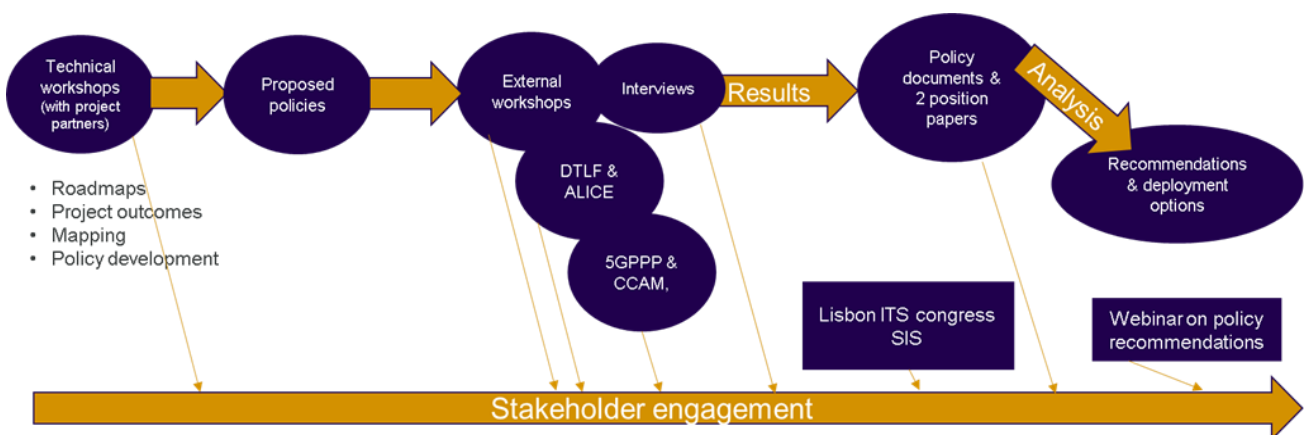 Technical
workshops
(with project
partners)
Proposed
policies
External
workshops
Interviews
Results
Policy
documents &
2 position
papers
Analysis
Recommendations
& deployment
options
DTLF &
ALICE
5GPPP &
CCAM,
• Roadmaps
• Project outcomes
• Mapping
• Policy development
Lisbon ITS congress
SIS
Webinar on policy
recommendations
Stakeholder engagement